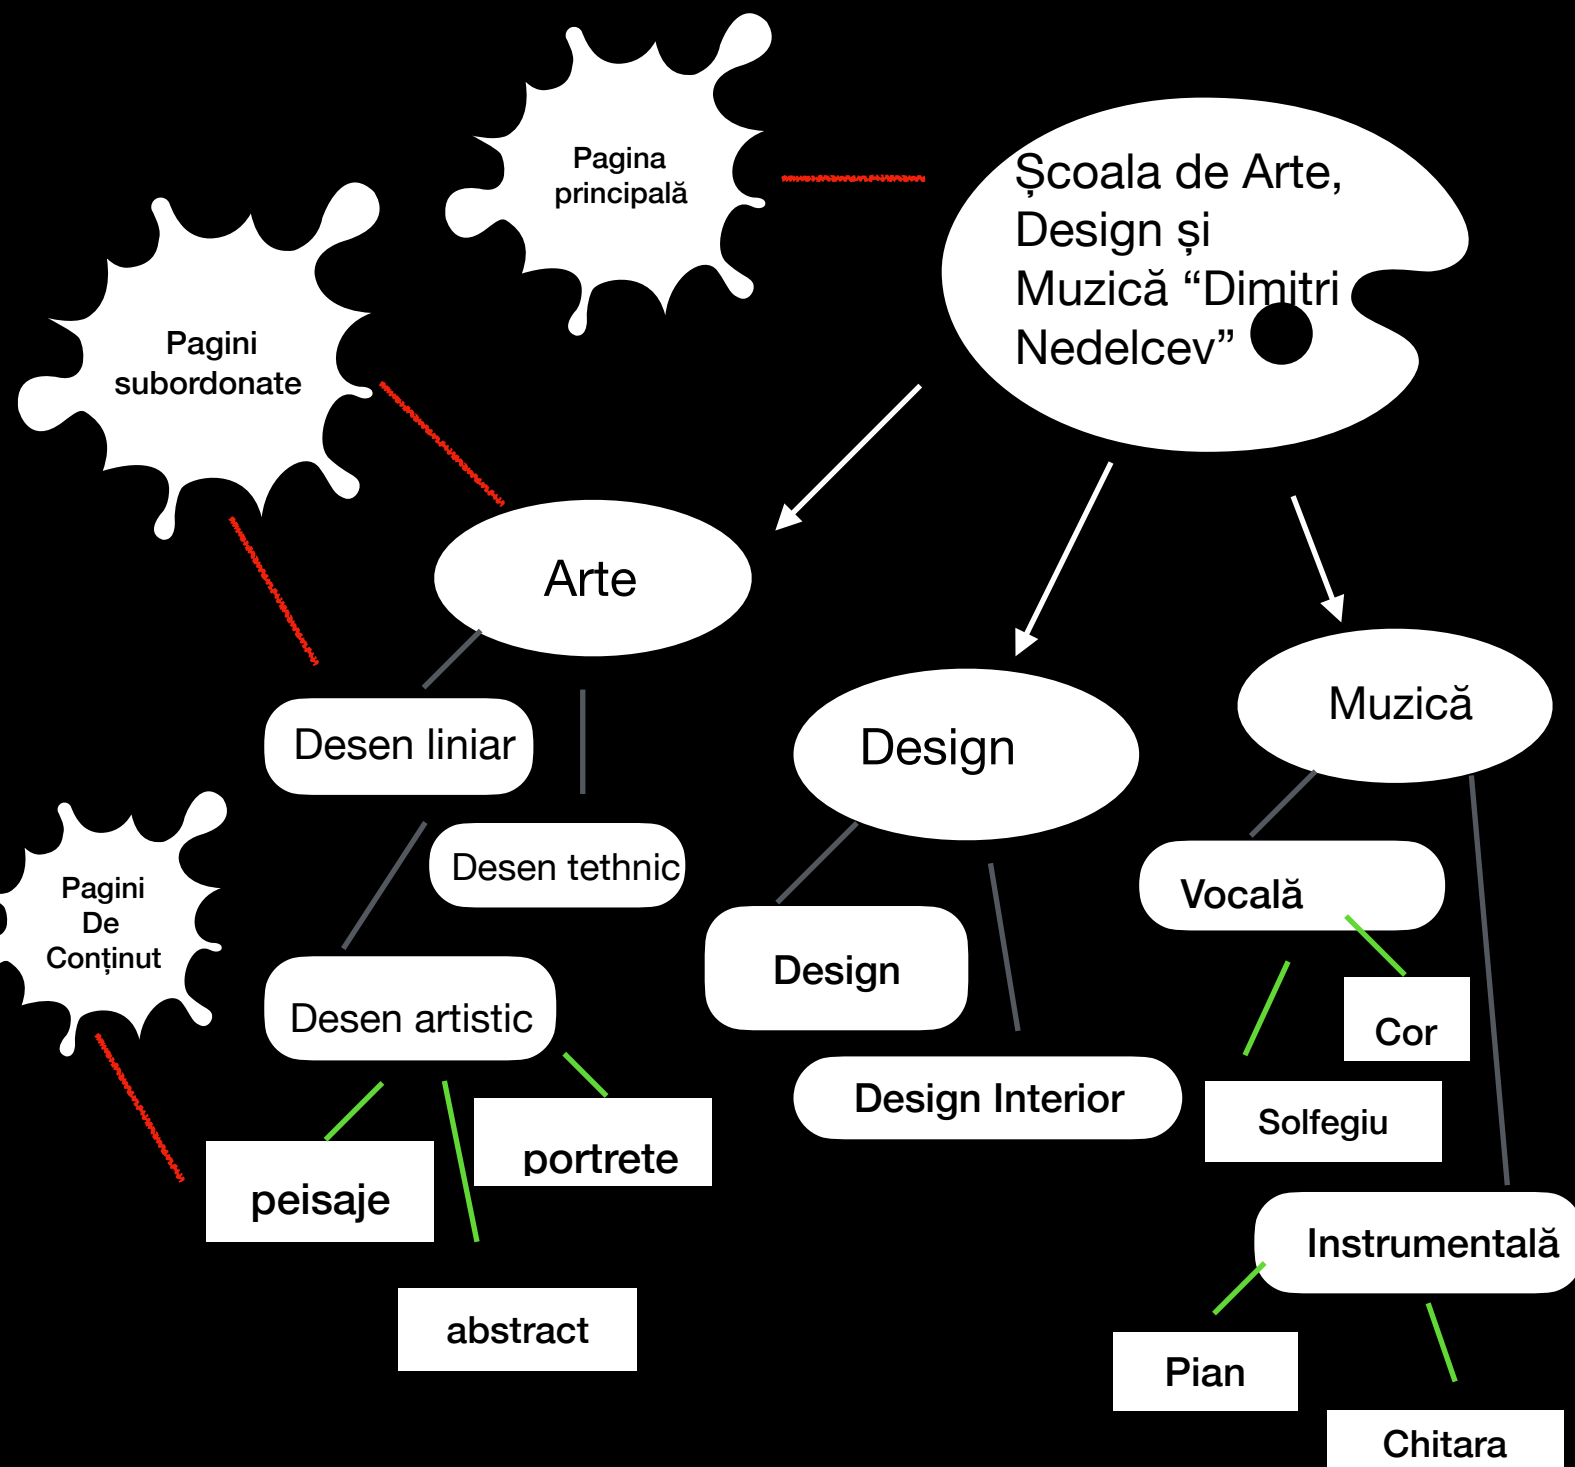 Pagina
principală
Școala de Arte,
Design și
Muzică “Dimitri
Nedelcev”
Pagini
subordonate
Arte
Design
Muzică
Desen liniar
Desen tethnic
Pagini
De
Conținut
Desen artistic
Design
Vocală
Cor
Design Interior
Solfegiu
portrete
peisaje
Instrumentală
abstract
Pian
Chitara